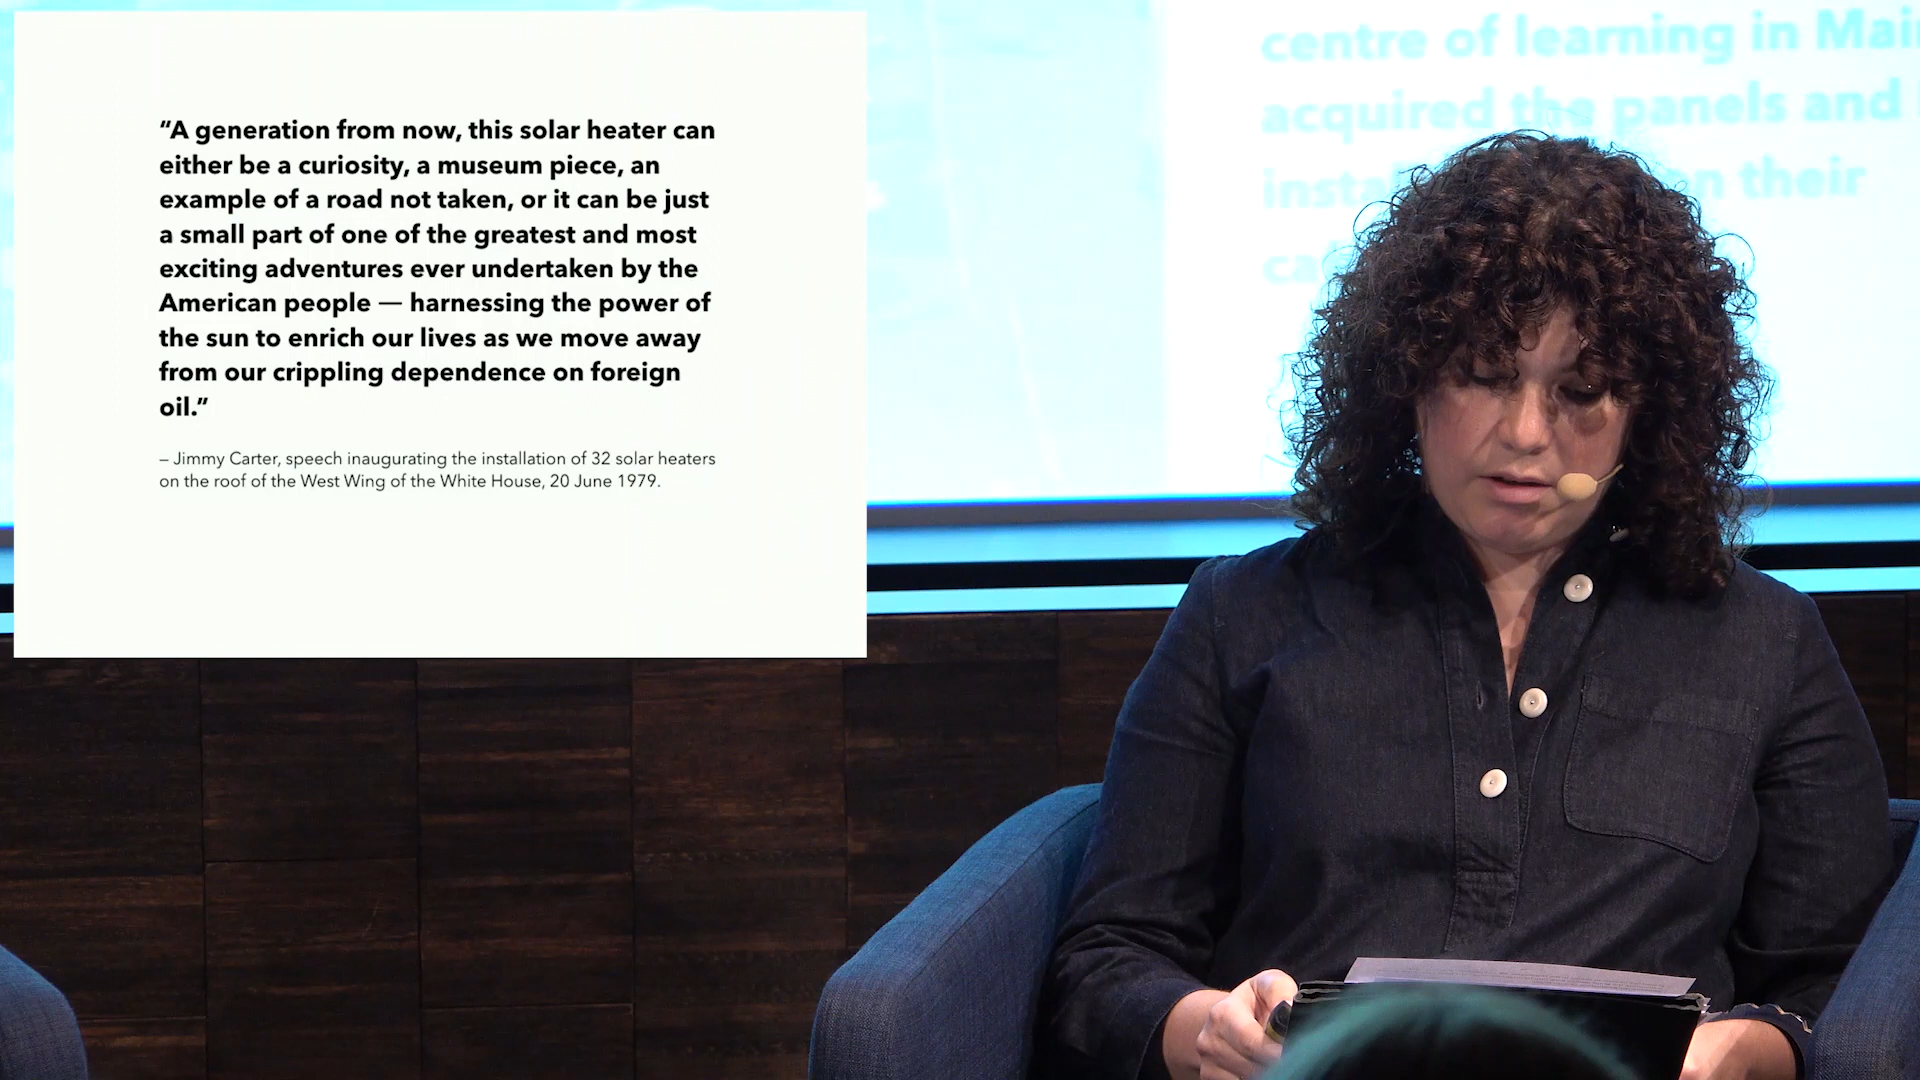 “A generation from now, this solar heater can
either be a curiosity, a museum piece, an
example of a road not taken, or it can be just
a small part of one of the greatest and most
exciting adventures ever undertaken by the
American people — harnessing the power of
the sun to enrich our lives as we move away
from our crippling dependence on foreign
oil.”
– Jimmy Carter, speech inaugurating the installation of 32 solar heaters
on the roof of the West Wing of the White House, 20 June 1979.
centre of learning in
acquired the panels and
their